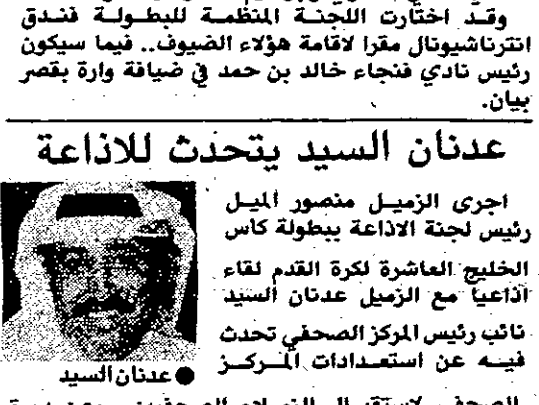 وقد اختارت اللجنة المنظمة للبطولة فندق
انترناشيونال مقرا لاقامة هؤلاء الضيوف.. فيما سيكون
رئيس نادي فنجاء خالد بن حمد في ضيافة وارة بقصر
بيان.
عدنان السيد يتحدث للاذاعة
اجرى الزميل منصور الميل
رئيس لجنة الاذاعة ببطولة كاس
الخليج العاشرة لكرة القدم لقاء
اذاعيا مع الزميل عدنان السيد
نائب رئيس المركز الصحفي تحدث
فيه عن استعدادات المركز
● عدنان السيد